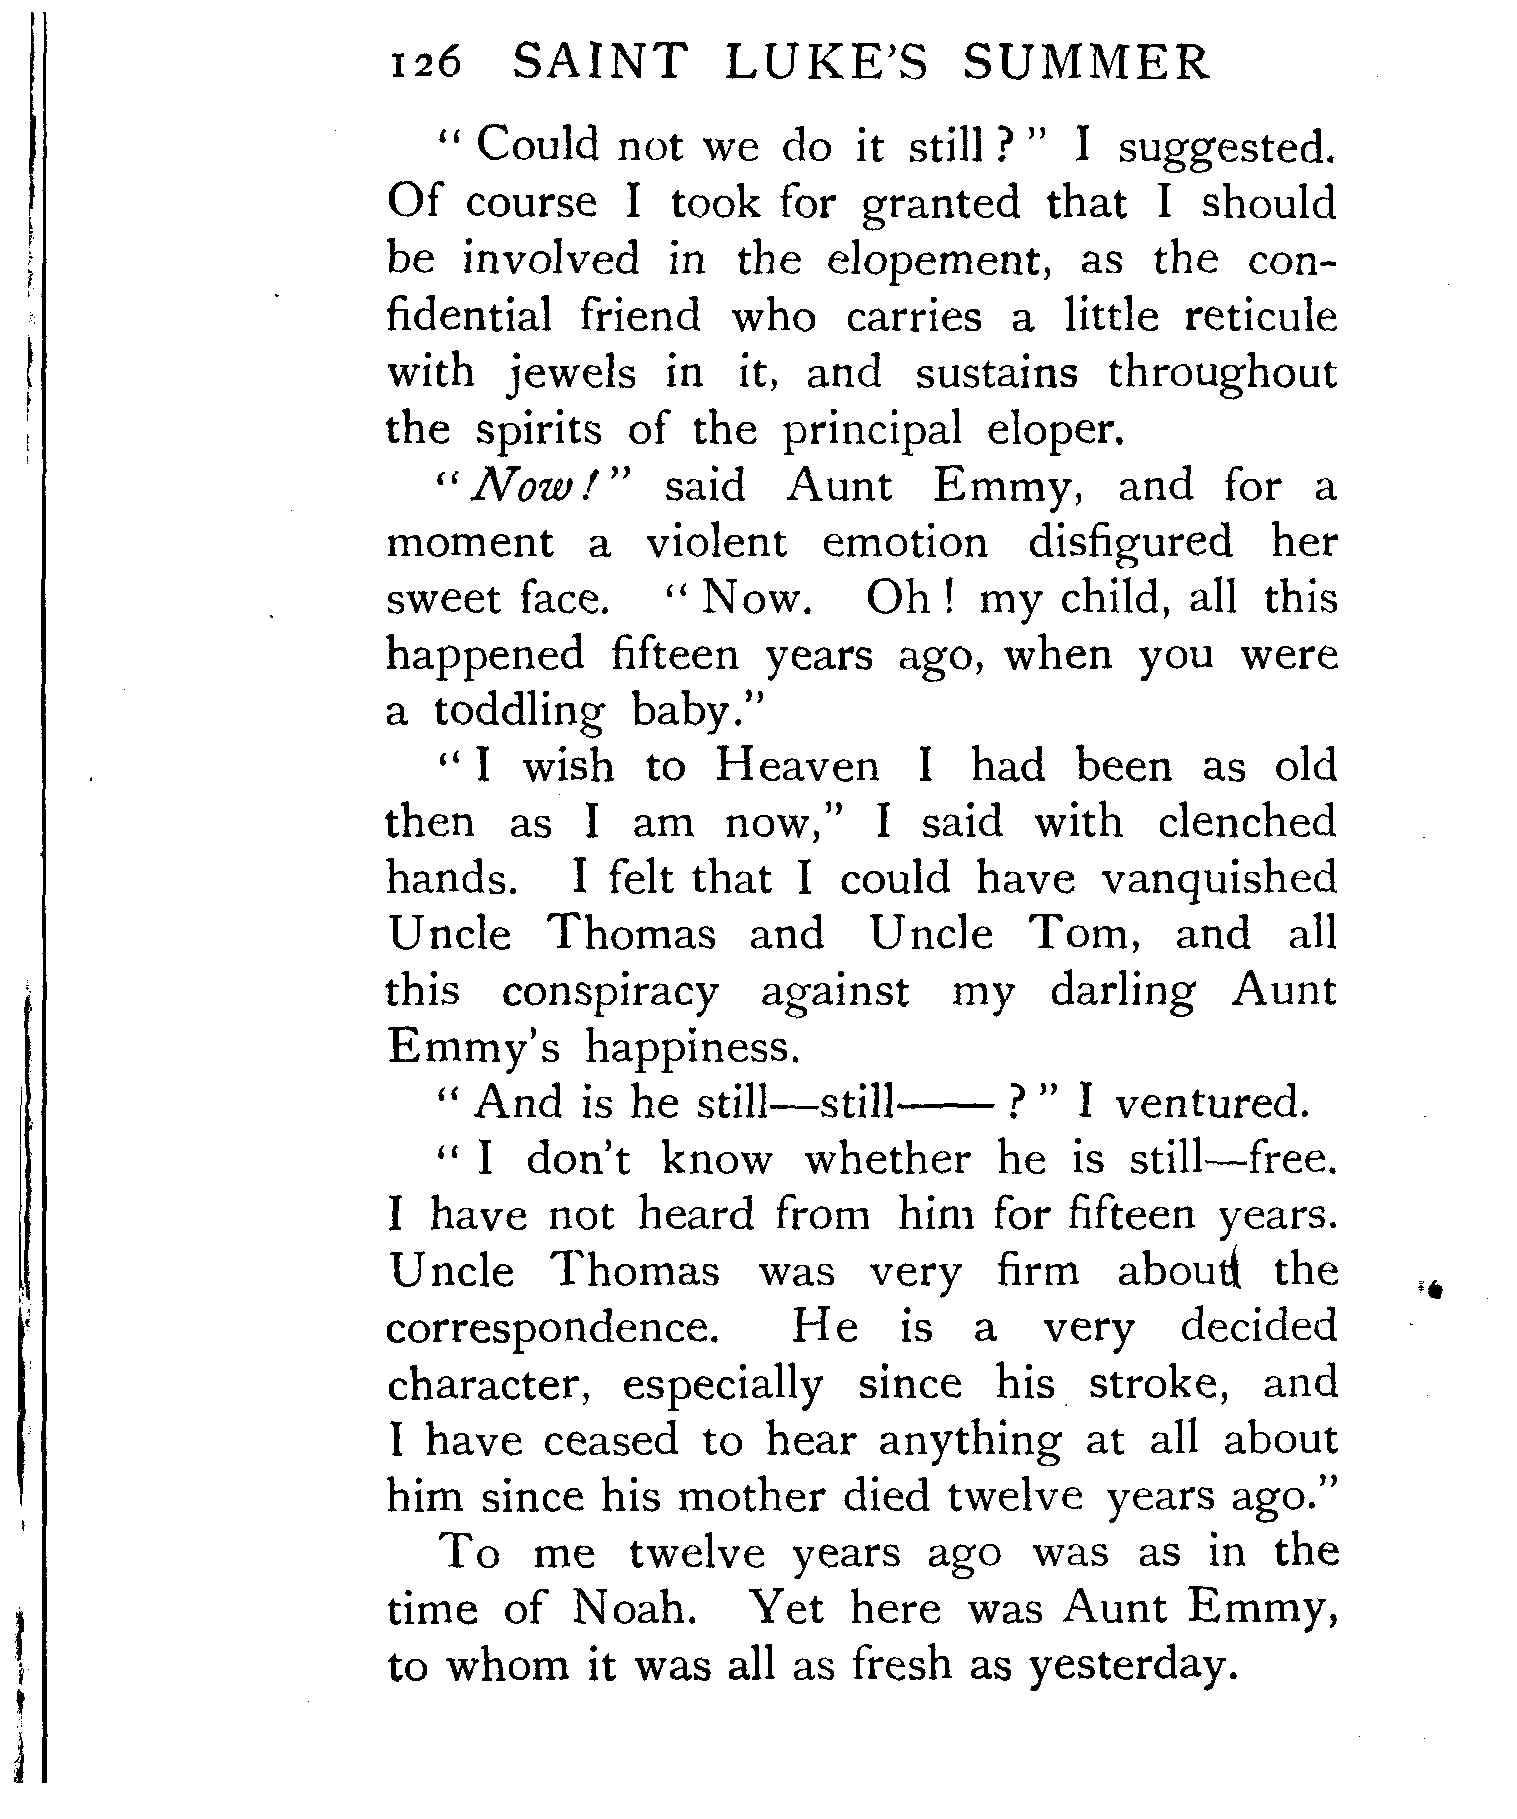 126 SAINT LUKE'S SUMMER
“ Could not we do it still ? ” I suggested.
Of course I took for granted that I should
be involved in the elopement, as the con-
fidential friend who carries a little reticule
with jewels in it, and sustains throughout
the spirits of the principal eloper.
“ Now ! ” said Aunt Emmy, and for a
moment a violent emotion disfigured her
sweet face. “ Now. Oh ! my child, all this
happened fifteen years ago, when you were
a toddling baby.”
“ I wish to Heaven I had been as old
then as I am now,” I said with clenched
hands. I felt that I could have vanquished
Uncle Thomas and Uncle Tom, and all
this conspiracy against my darling Aunt
Emmy's happiness.
“ And is he still—still—— ? ” I ventured.
“ I don't know whether he is still—free.
I have not heard from him for fifteen years.
Uncle Thomas was very firm about the
correspondence. He is a very decided
character, especially since his stroke, and
I have ceased to hear anything at all about
him since his mother died twelve years ago.”
To me twelve years ago was as in the
time of Noah. Yet here was Aunt Emmy,
to whom it was all as fresh as yesterday.